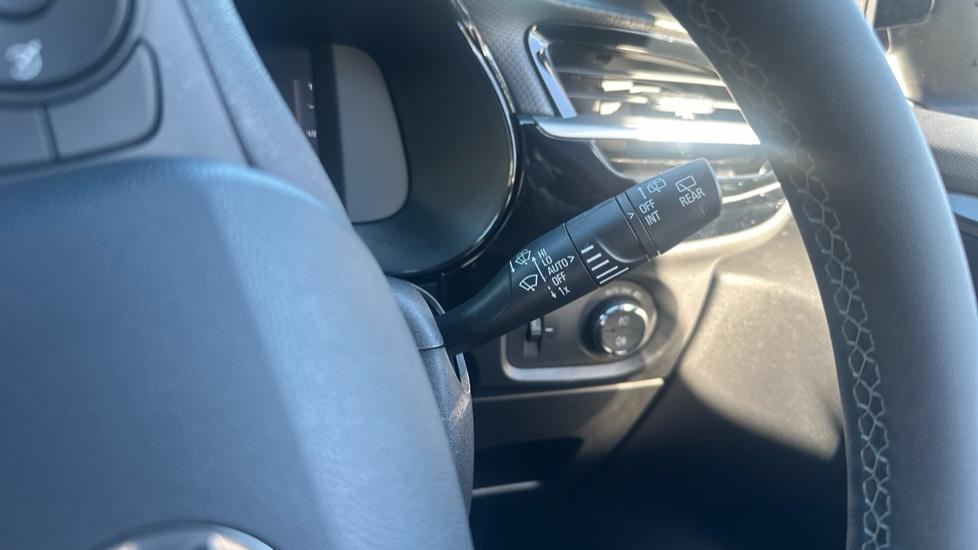 HI
LO
AUTO>
OFF
1x
>
OFF
INT
REAR